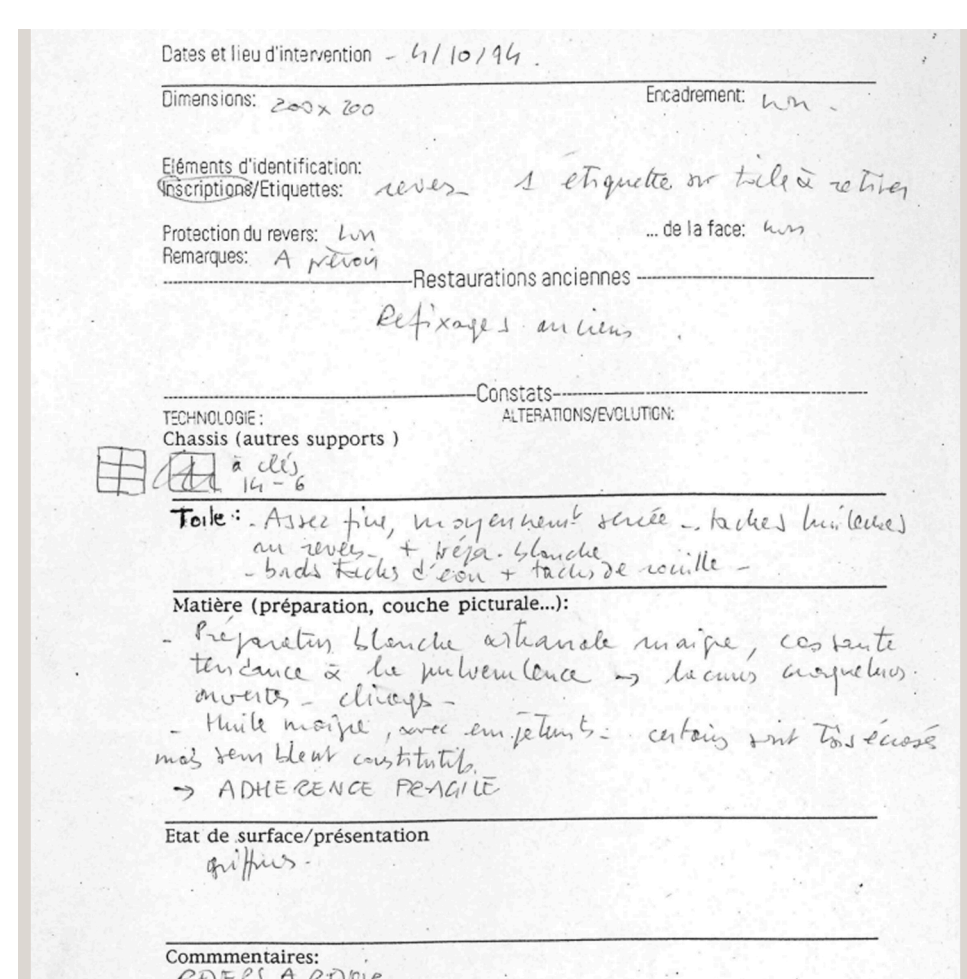 Dates et lieu d'intervention - 4/10/94.
Dimensions: 200 x 200 Encadrement: non.
Eléments d'identification:
Inscriptions/Etiquettes: revers 1 étiquette sur toile à retirer
Protection du revers: non ... de la face: non
Remarques: A prévoir
Restaurations anciennes
Refixages anciens.
Constats
TECHNOLOGIE: ALTERATIONS/EVOLUTION:
Chassis (autres supports )
à clés
14-6
Toile: - Assez fine, moyennement serrée - taches huileuses
au revers - + prépa. blanche
- bords taches d'eau + taches de rouille -
Matière (préparation, couche picturale...):
- Préparation blanche artisanale maigre, cassante
tendance à la pulvérulence → lacunes craquelures
ouvertes - clivages -
- Huile maigre, avec empâtements - certains sont très écrasés
mais semblent constitutifs.
→ ADHERENCE FRAGILE
Etat de surface/présentation
griffures.
Commmentaires: